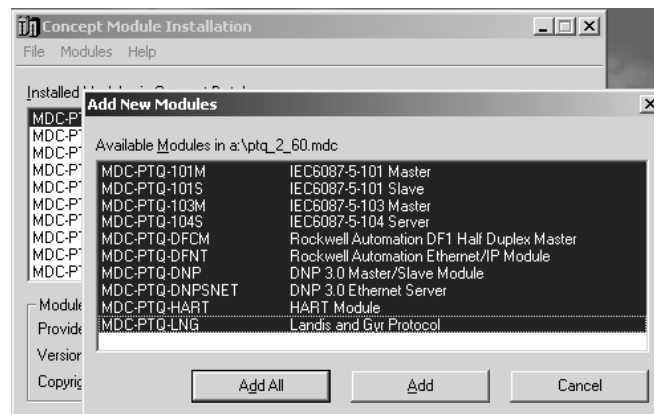 Concept Module Installation
File Modules Help
Installed
Add New Modules
Available Modules in a:\ptq_2_60.mdc
MDC-PTQ-101M IEC6087-5-101 Master
MDC-PTQ-101S IEC6087-5-101 Slave
MDC-PTQ-103M IEC6087-5-103 Master
MDC-PTQ-104S IEC6087-5-104 Server
MDC-PTQ-DFCM Rockwell Automation DF1 Half Duplex Master
MDC-PTQ-DFNT Rockwell Automation Ethernet/IP Module
MDC-PTQ-DNP DNP 3.0 Master/Slave Module
MDC-PTQ-DNPSNET DNP 3.0 Ethernet Server
MDC-PTQ-HART HART Module
MDC-PTQ-LNG Landis and Gyr Protocol
MDC-P
MDC-P
MDC-P
MDC-P
MDC-P
MDC-P
MDC-P
MDC-P
MDC-P
MDC-P
Module
Provide
Version
Copyrig
Add All Add Cancel